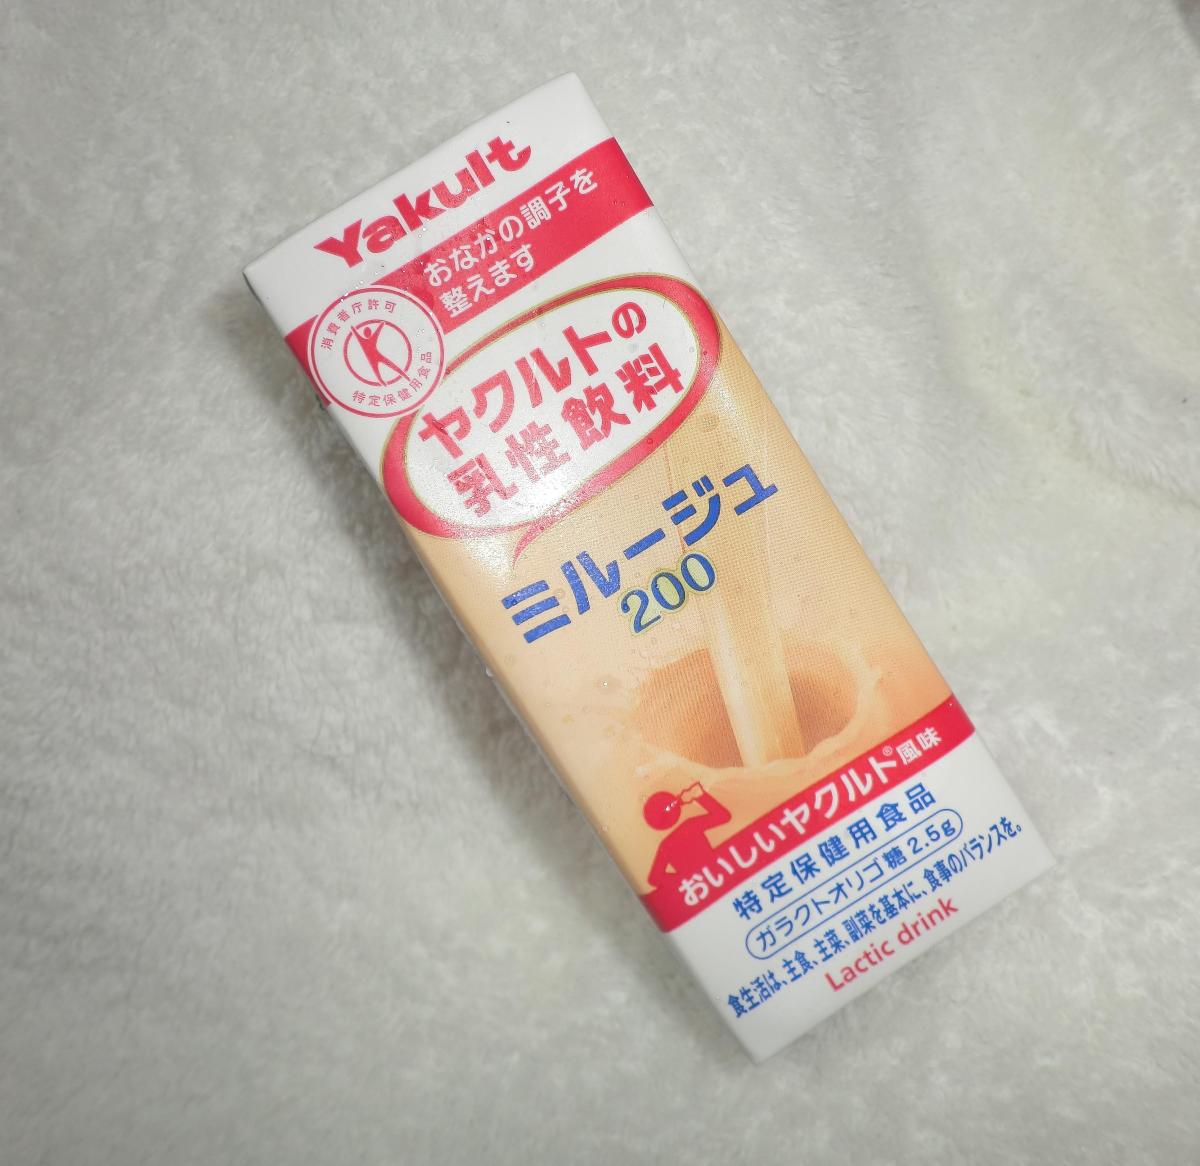 Yakult
おなかの調子を
整えます
消費者庁許可
特定保健用食品
ヤクルトの
乳性飲料
ミルージュ
200
おいしいヤクルト®風味
特定保健用食品
ガラクトオリゴ糖 2.5g
食生活は、主食、主菜、副菜を基本に、食事のバランスを。
Lactic drink